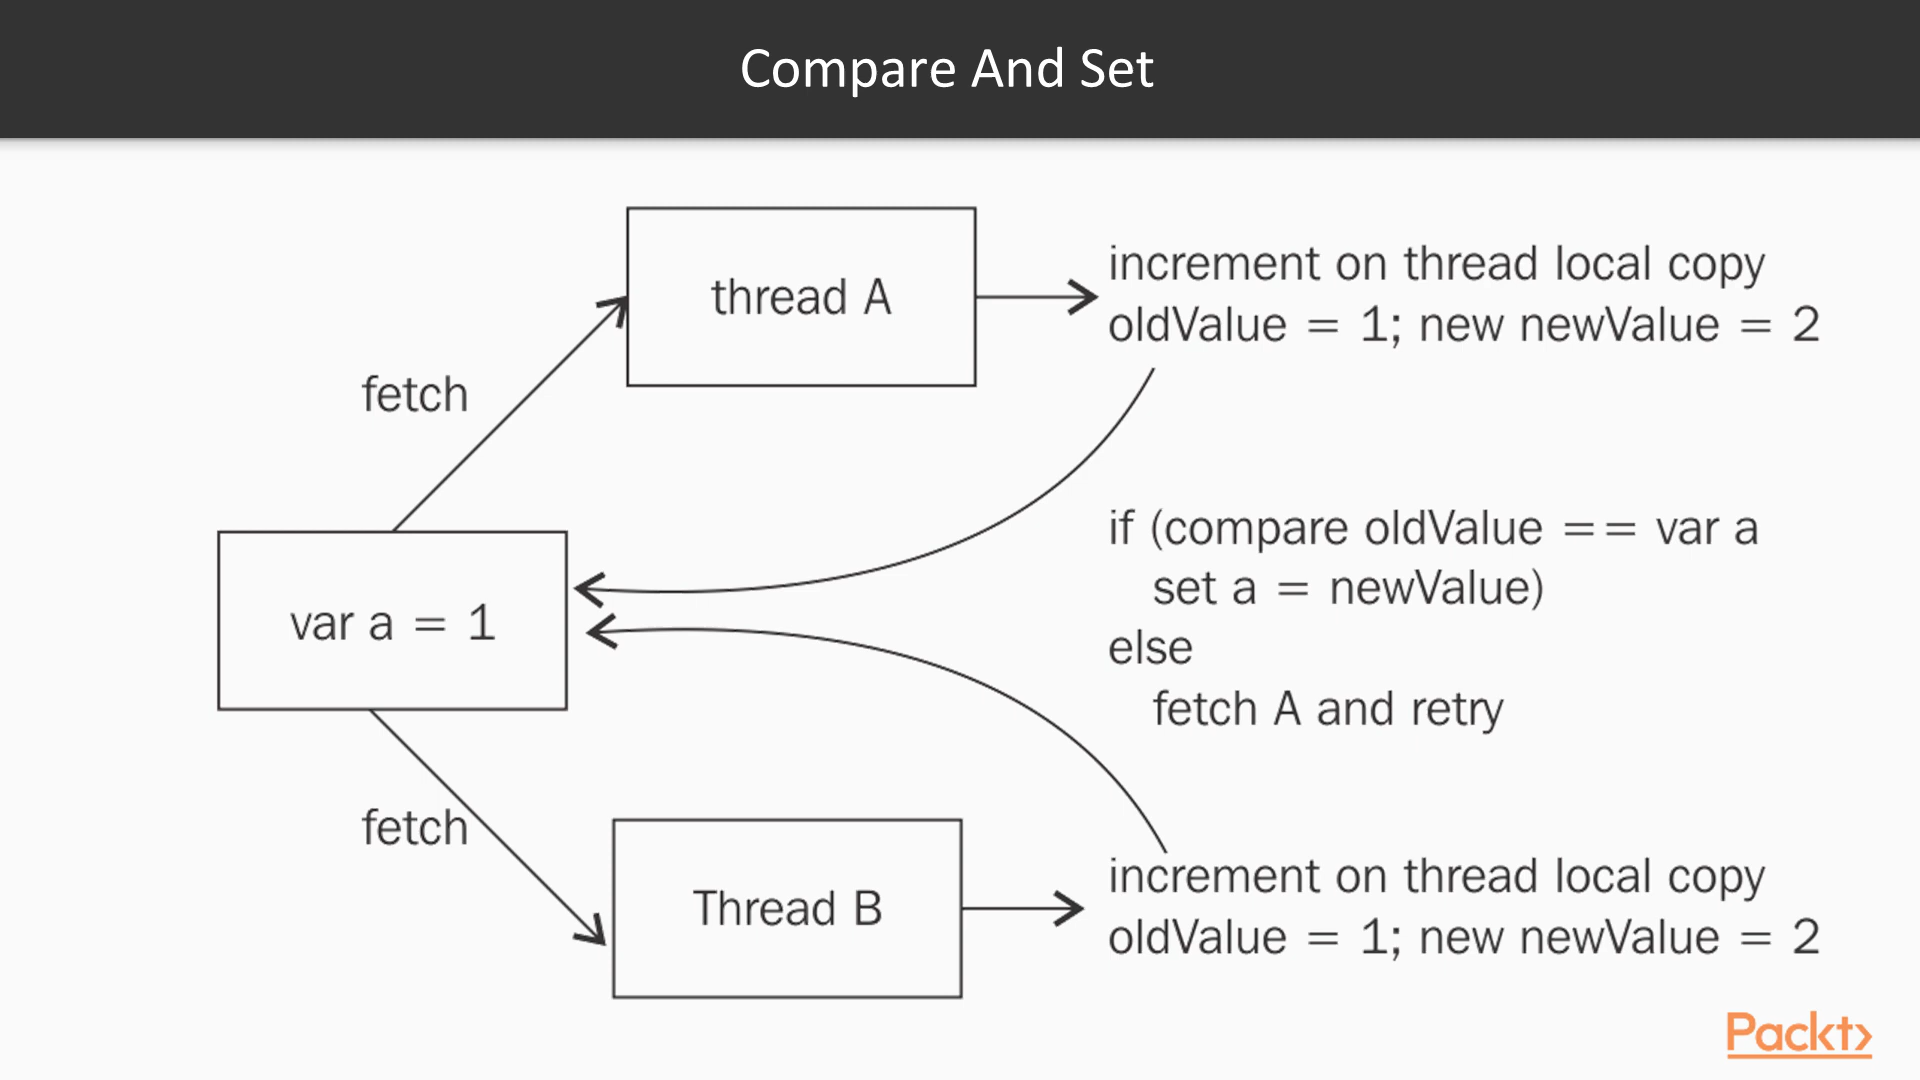 Compare And Set
thread A
increment on thread local copy
oldValue = 1; new newValue = 2
fetch
var a = 1
if (compare oldValue == var a
set a = newValue)
else
fetch A and retry
fetch
Thread B
increment on thread local copy
oldValue = 1; new newValue = 2
Packt>